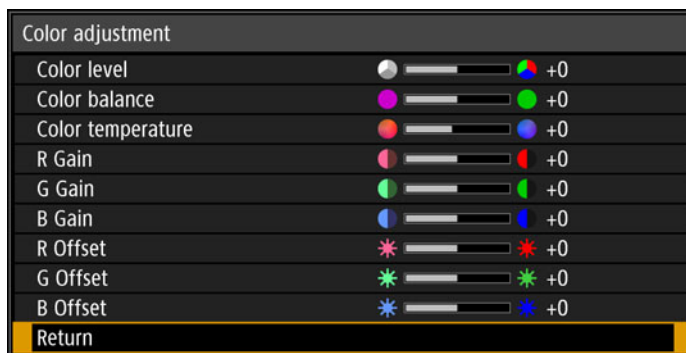 Color adjustment
Color level +0
Color balance +0
Color temperature +0
R Gain +0
G Gain +0
B Gain +0
R Offset +0
G Offset +0
B Offset +0
Return